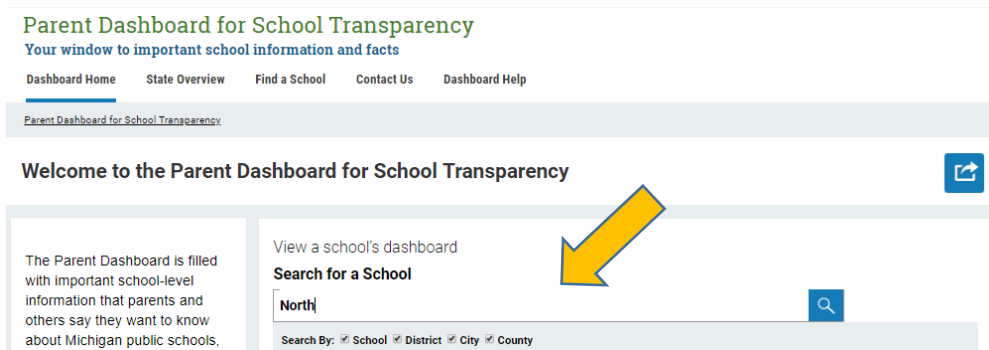 Parent Dashboard for School Transparency
Your window to important school information and facts
Dashboard Home State Overview Find a School Contact Us Dashboard Help
Parent Dashboard for School Transparency
Welcome to the Parent Dashboard for School Transparency
The Parent Dashboard is filled
with important school-level
information that parents and
others say they want to know
about Michigan public schools,
View a school's dashboard
Search for a School
North
Search By: School District City County